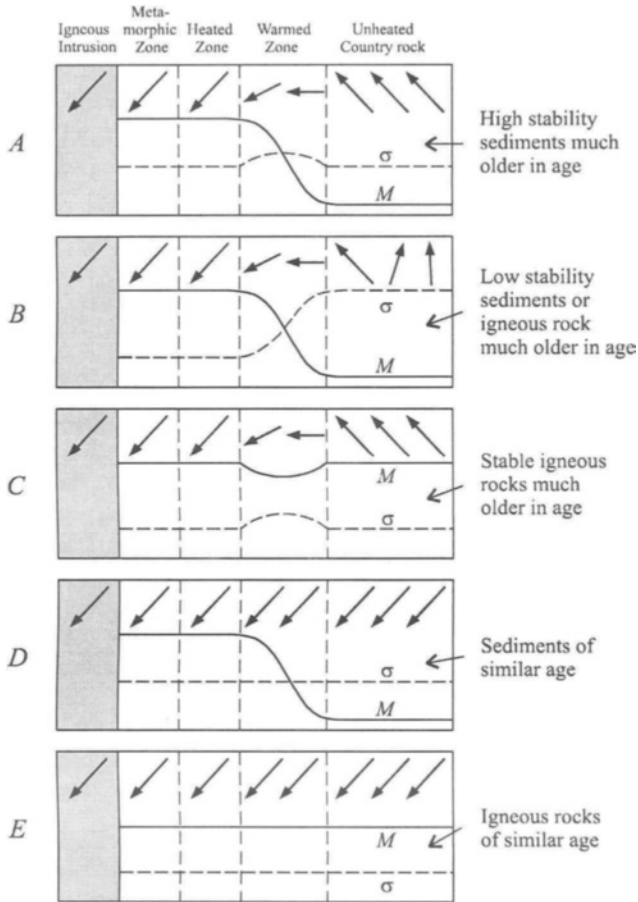 Igneous Intrusion
Meta-morphic Zone
Heated Zone
Warmed Zone
Unheated Country rock
A
σ
M
High stability
sediments much
older in age
B
σ
M
Low stability
sediments or
igneous rock
much older in age
C
M
σ
Stable igneous
rocks much
older in age
D
σ
M
Sediments of
similar age
E
M
σ
Igneous rocks
of similar age